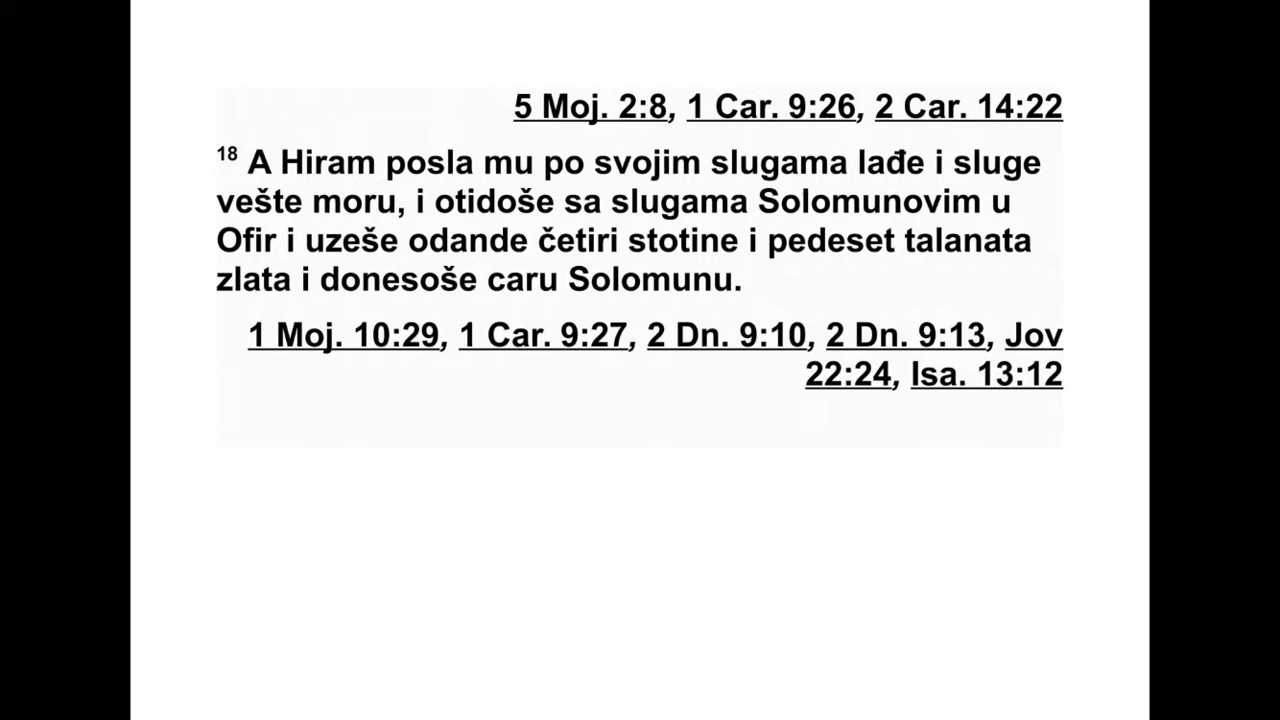 5 Moj. 2:8, 1 Car. 9:26, 2 Car. 14:22
18 A Hiram posla mu po svojim slugama lađe i sluge
vešte moru, i otidoše sa slugama Solomunovim u
Ofir i uzeše odande četiri stotine i pedeset talanata
zlata i donesoše caru Solomunu.
1 Moj. 10:29, 1 Car. 9:27, 2 Dn. 9:10, 2 Dn. 9:13, Jov
22:24, Isa. 13:12